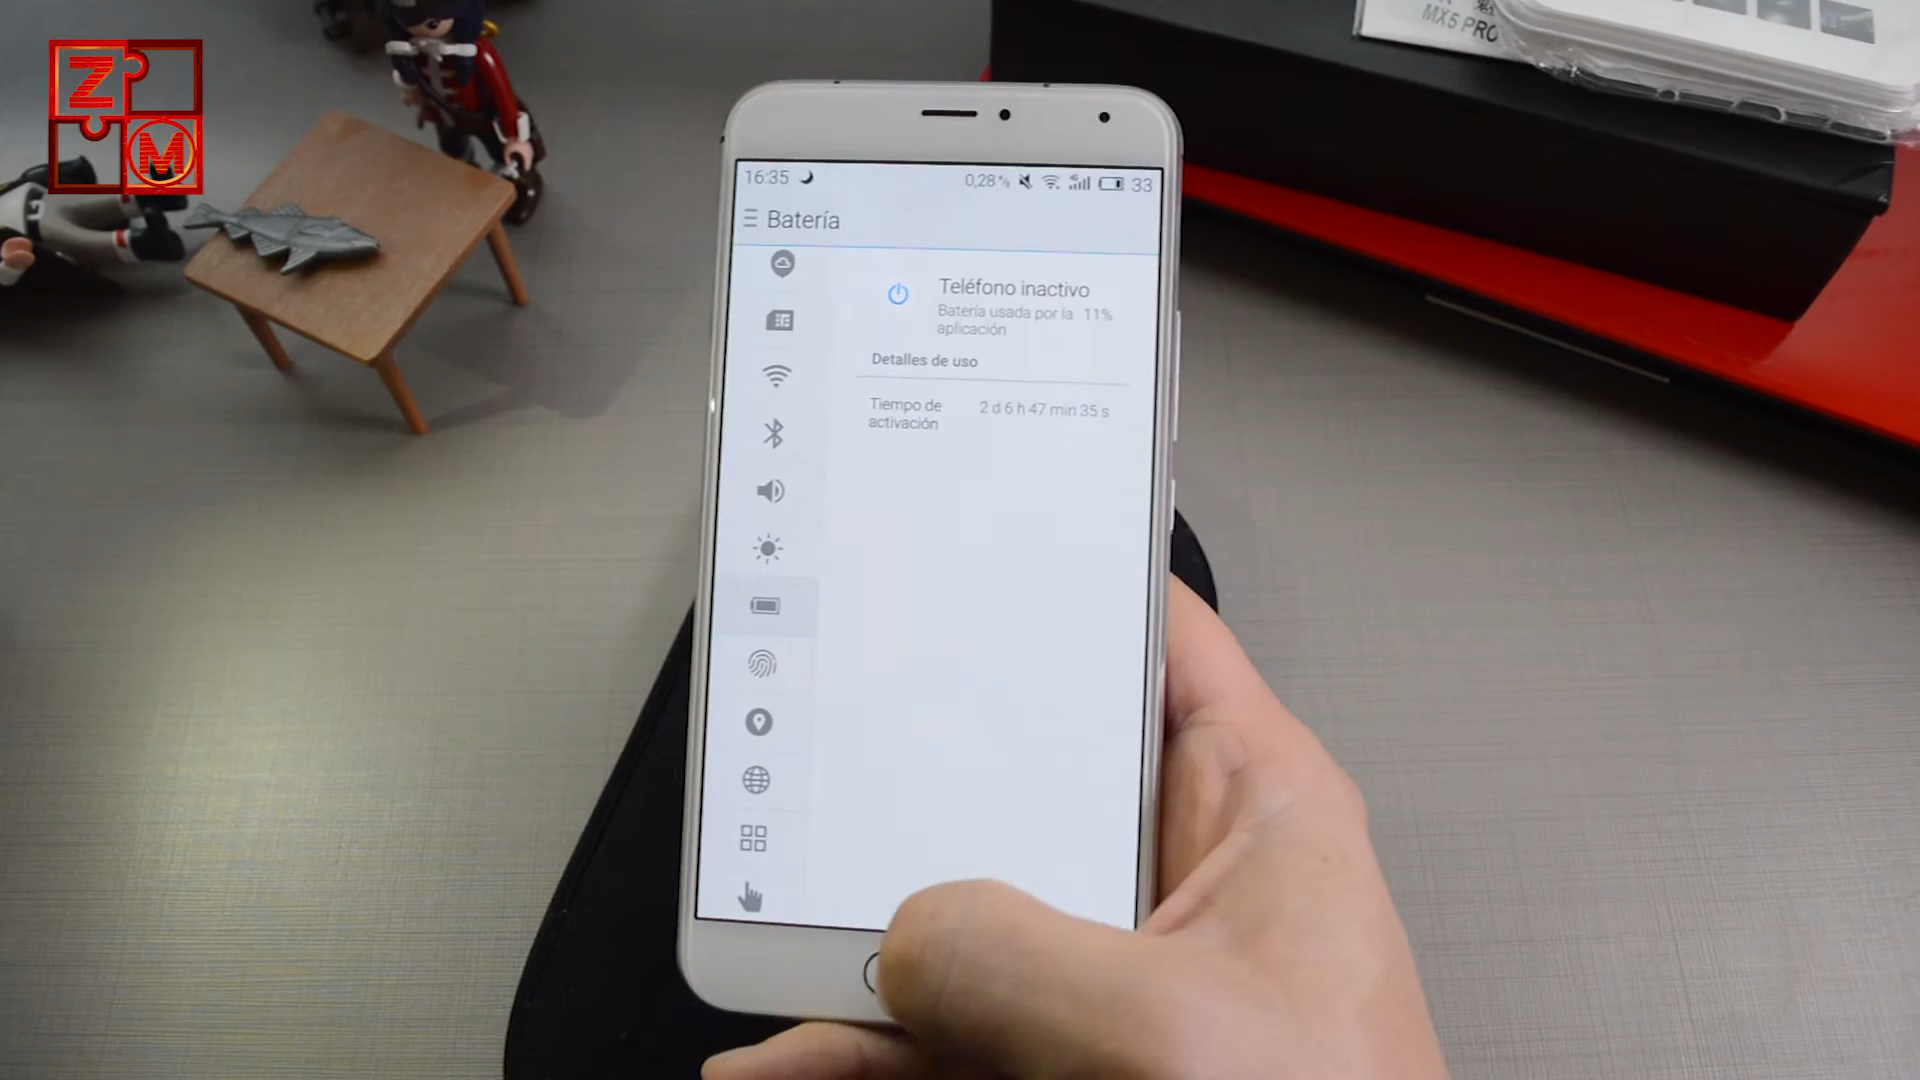 Z
M
MX5 PRO
16:35
0,28%
4G
33
Batería
Teléfono inactivo
Batería usada por la 11%
aplicación
Detalles de uso
Tiempo de 2 d 6 h 47 min 35 s
activación